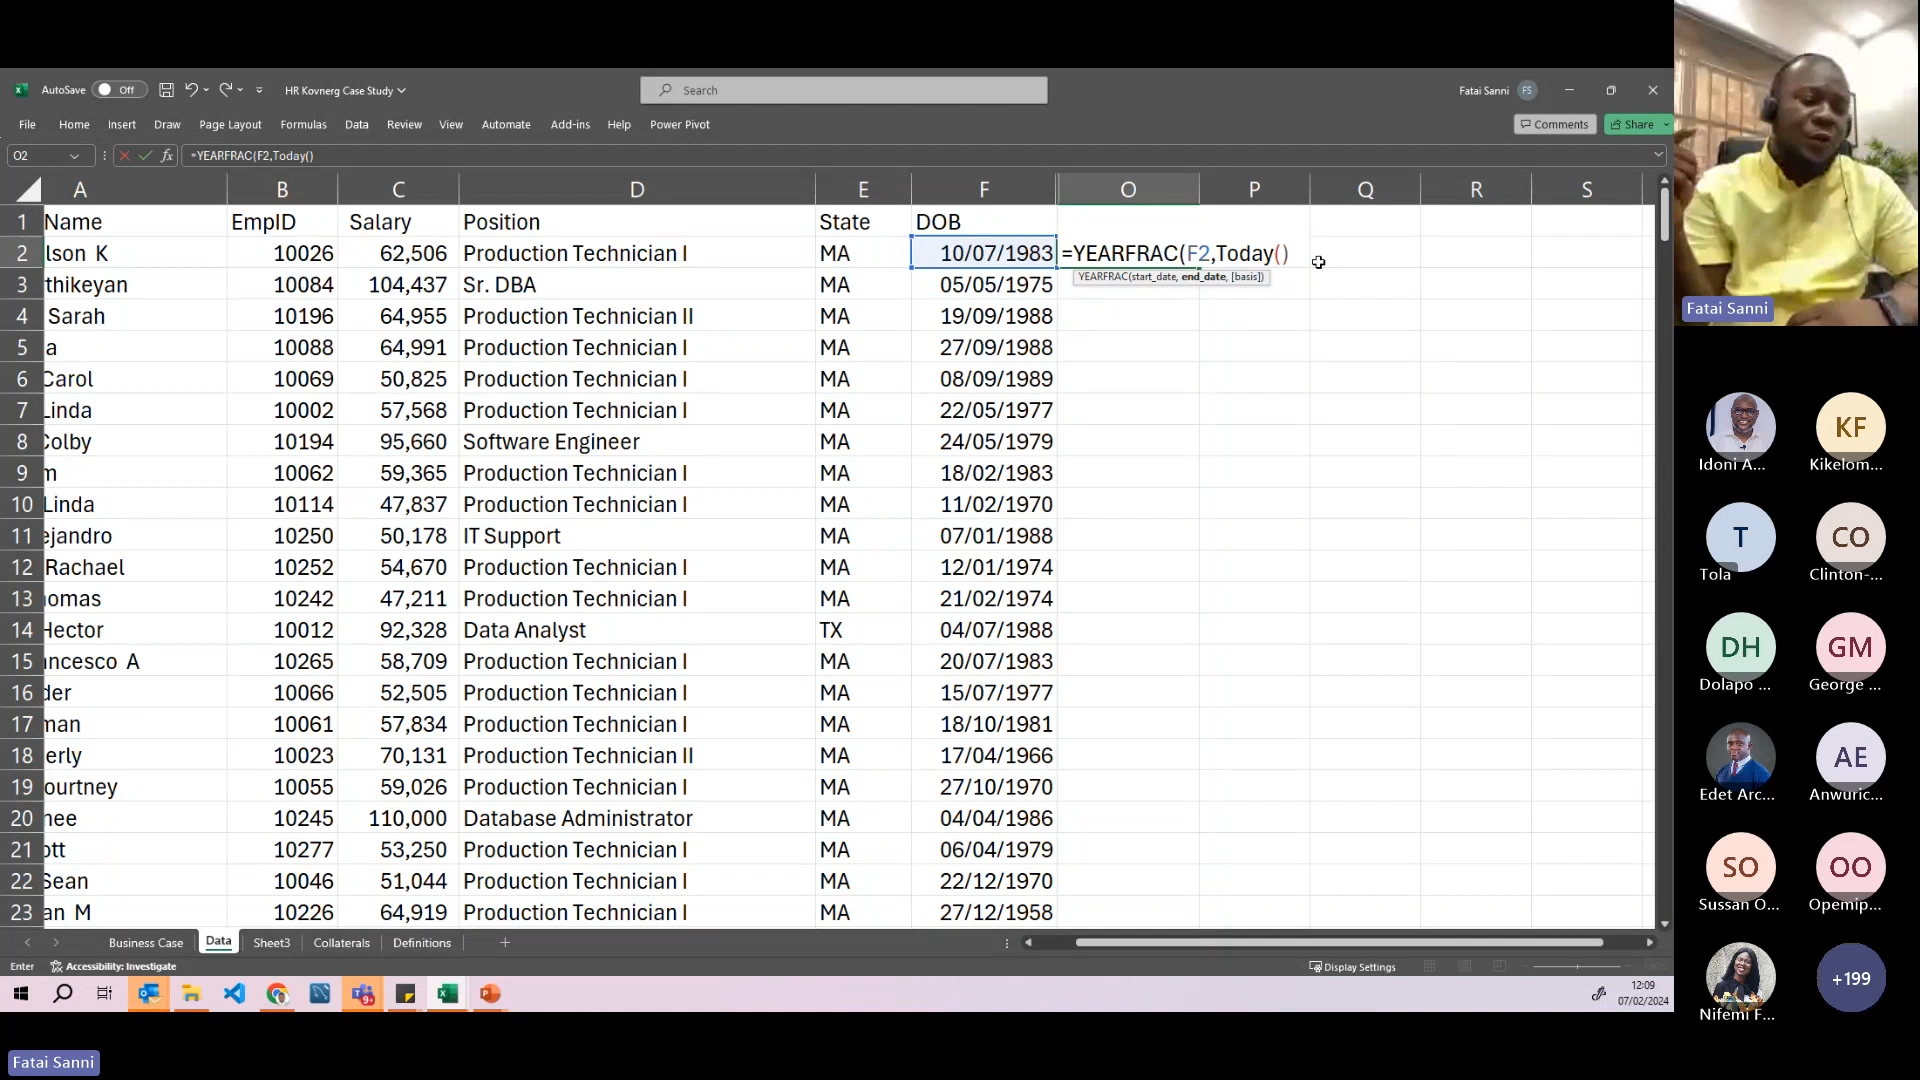 AutoSave Off HR Kovnerg Case Study Search Fatai Sanni FS
File Home Insert Draw Page Layout Formulas Data Review View Automate Add-ins Help Power Pivot Comments Share
O2 fx =YEARFRAC(F2,Today()
A B C D E F O P Q R S
1 Name EmpID Salary Position State DOB
2 lson K 10026 62,506 Production Technician I MA 10/07/1983 =YEARFRAC(F2,Today()
YEARFRAC(start_date, end_date, [basis])
3 thikeyan 10084 104,437 Sr. DBA MA 05/05/1975
4 Sarah 10196 64,955 Production Technician II MA 19/09/1988
5 a 10088 64,991 Production Technician I MA 27/09/1988
6 Carol 10069 50,825 Production Technician I MA 08/09/1989
7 Linda 10002 57,568 Production Technician I MA 22/05/1977
8 Colby 10194 95,660 Software Engineer MA 24/05/1979
9 m 10062 59,365 Production Technician I MA 18/02/1983
10 Linda 10114 47,837 Production Technician I MA 11/02/1970
11 ejandro 10250 50,178 IT Support MA 07/01/1988
12 Rachael 10252 54,670 Production Technician I MA 12/01/1974
13 omas 10242 47,211 Production Technician I MA 21/02/1974
14 Hector 10012 92,328 Data Analyst TX 04/07/1988
15 ncesco A 10265 58,709 Production Technician I MA 20/07/1983
16 der 10066 52,505 Production Technician I MA 15/07/1977
17 man 10061 57,834 Production Technician I MA 18/10/1981
18 erly 10023 70,131 Production Technician II MA 17/04/1966
19 ourtney 10055 59,026 Production Technician I MA 27/10/1970
20 nee 10245 110,000 Database Administrator MA 04/04/1986
21 ott 10277 53,250 Production Technician I MA 06/04/1979
22 Sean 10046 51,044 Production Technician I MA 22/12/1970
23 an M 10226 64,919 Production Technician I MA 27/12/1958
Business Case Data Sheet3 Collaterals Definitions
Enter Accessibility: Investigate Display Settings
12:09
07/02/2024
Fatai Sanni
Fatai Sanni
KF
Idoni A... Kikelom...
T CO
Tola Clinton-...
DH GM
Dolapo ... George ...
AE
Edet Arc... Anwuric...
SO OO
Sussan O... Opemip...
+199
Nifemi F...